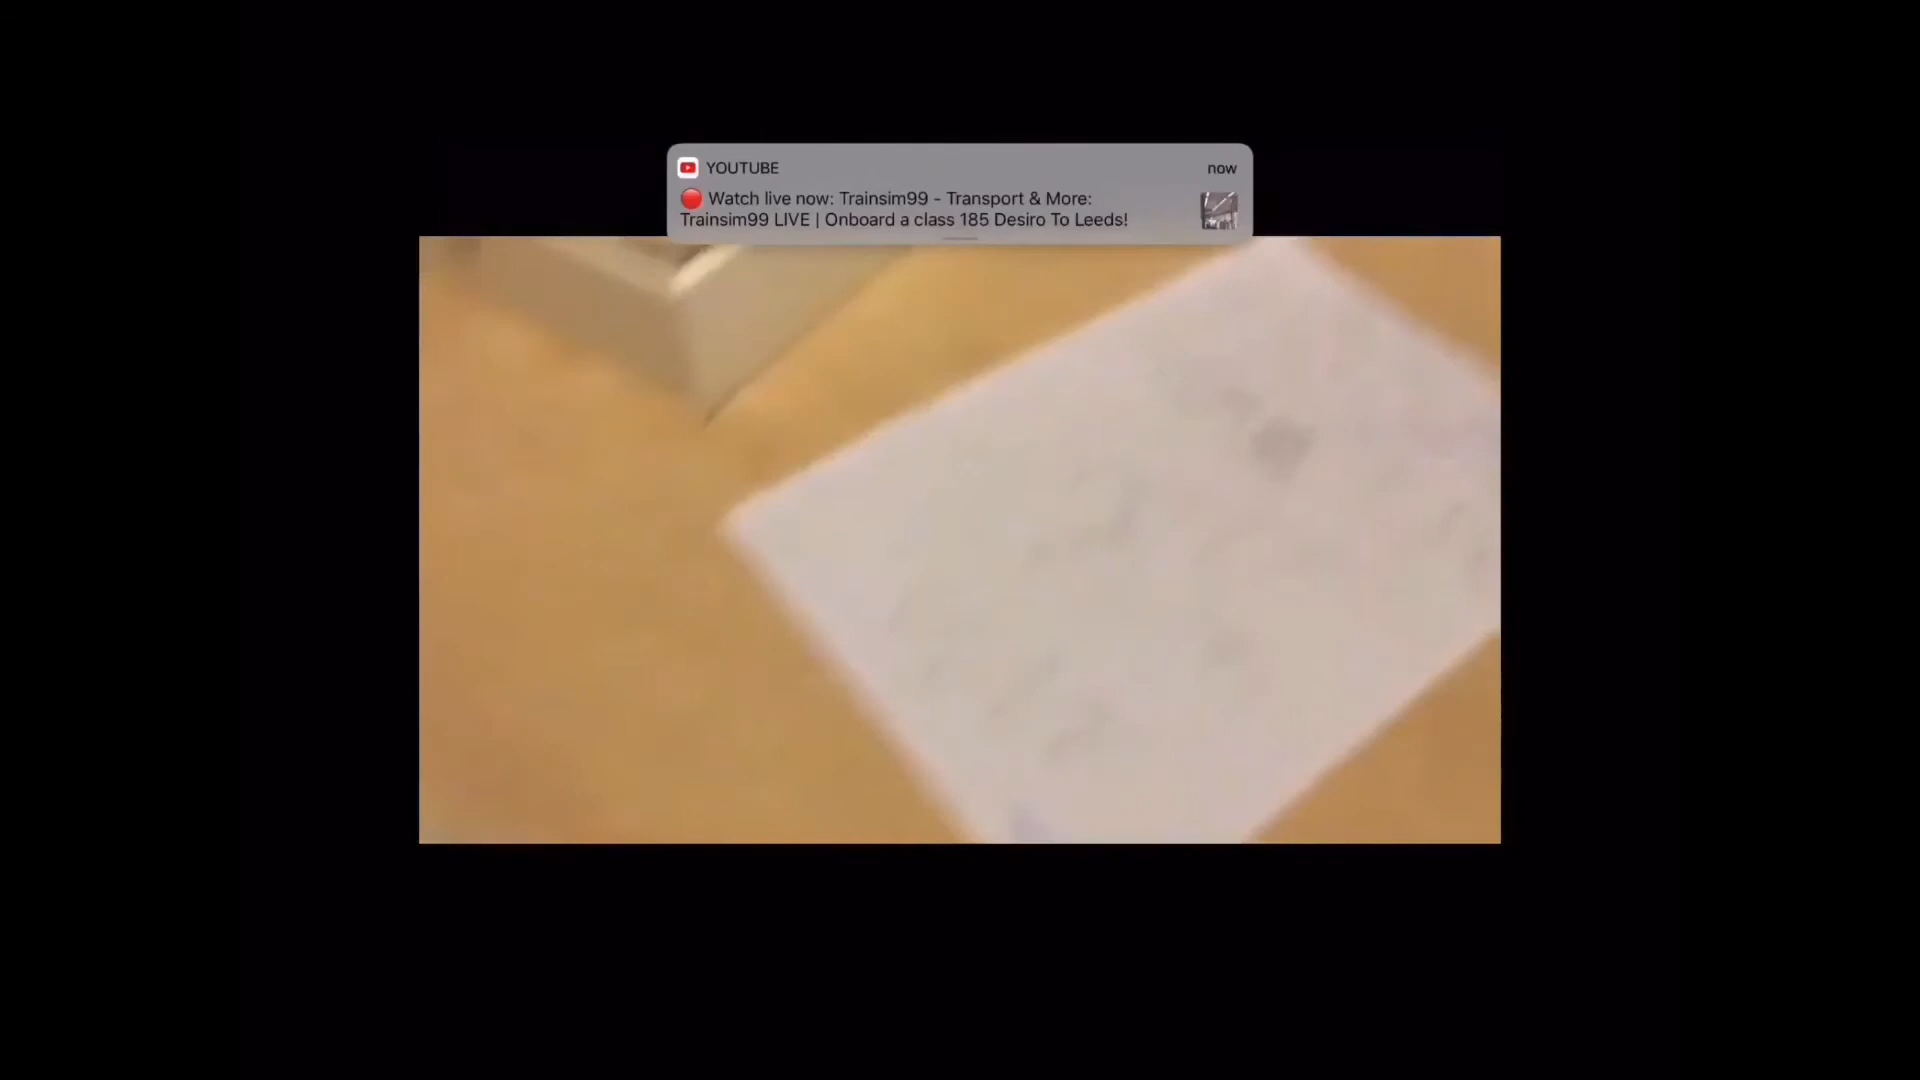 YOUTUBE now
🔴 Watch live now: Trainsim99 - Transport & More:
Trainsim99 LIVE | Onboard a class 185 Desiro To Leeds!